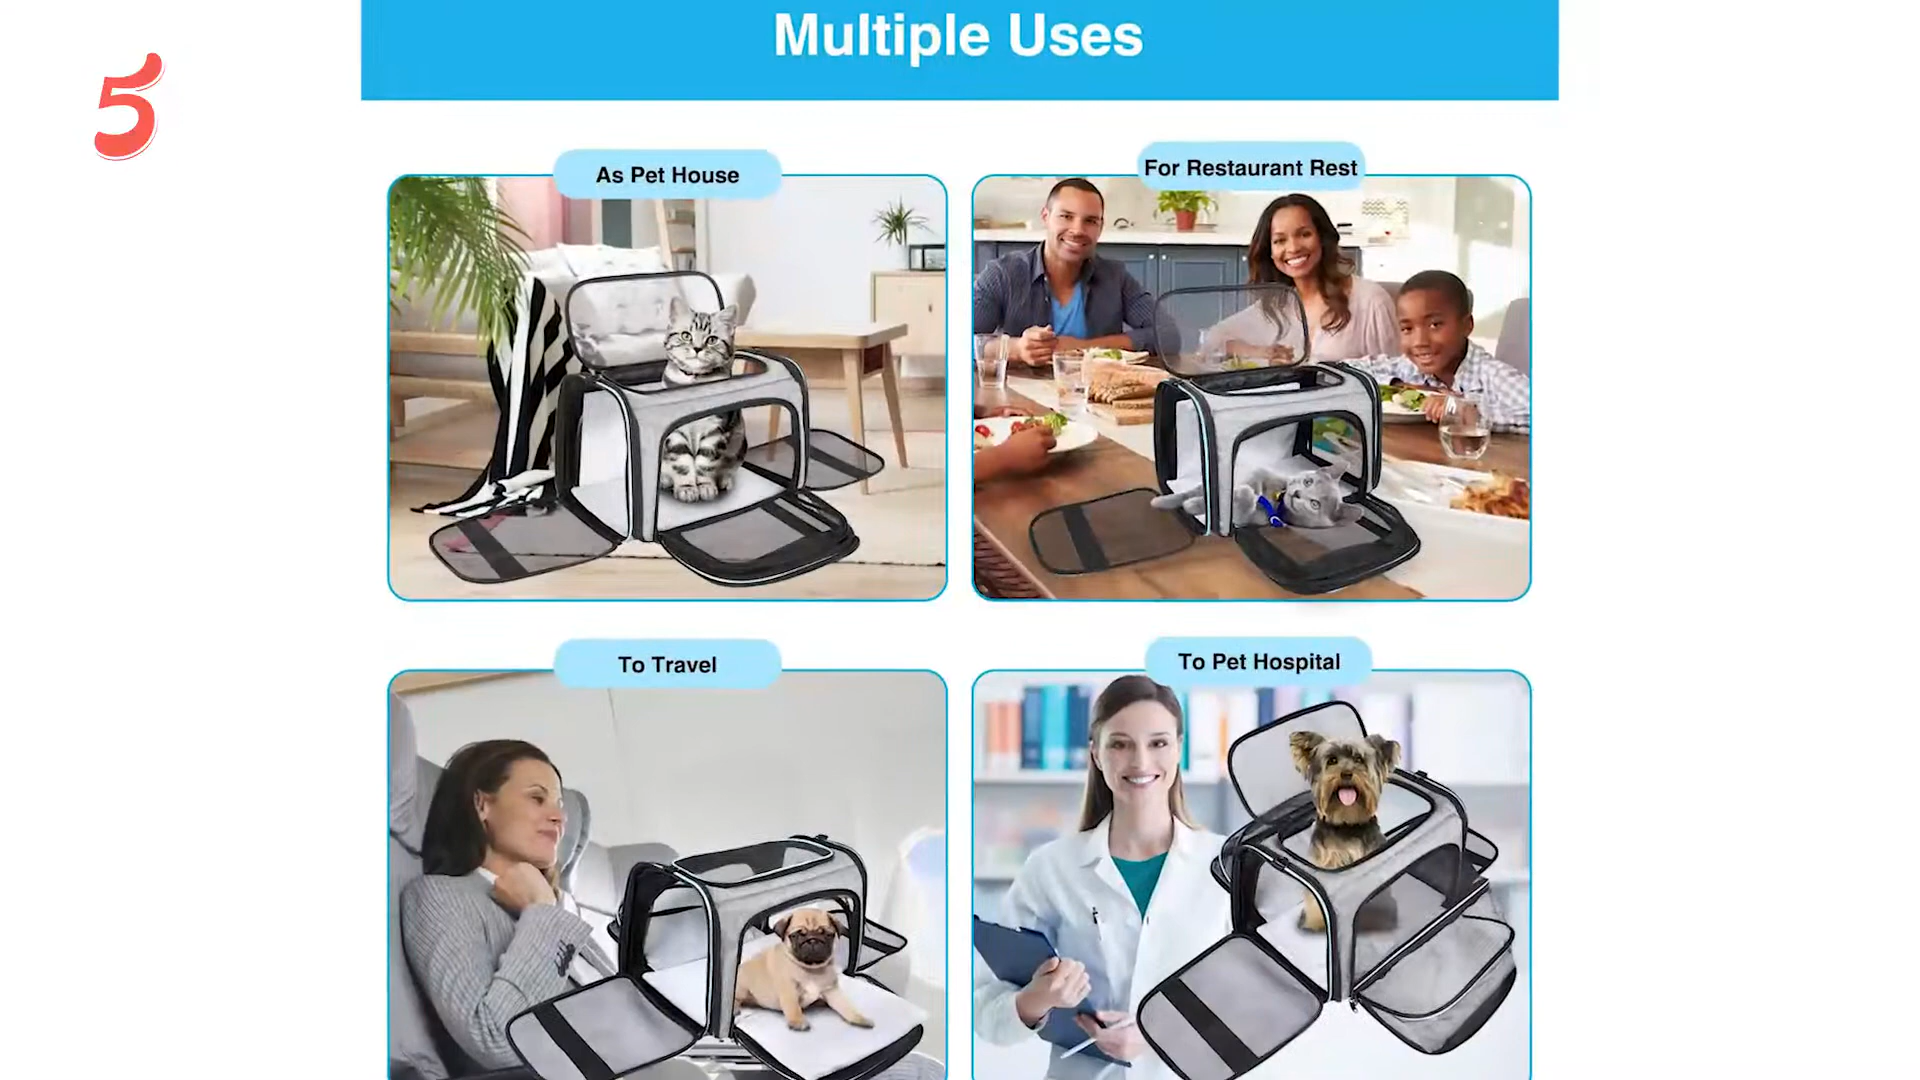 Multiple Uses
5
As Pet House
For Restaurant Rest
To Travel
To Pet Hospital